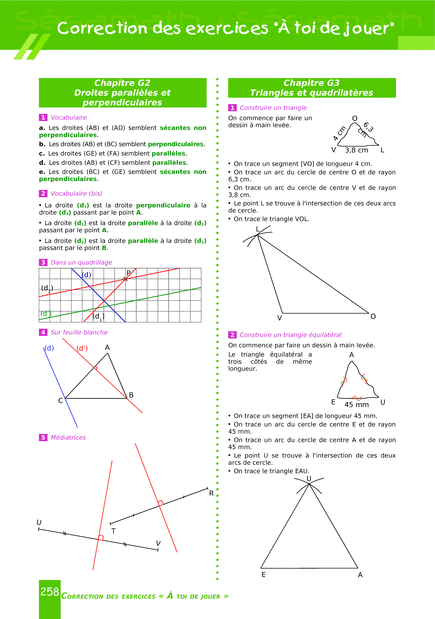 Correction des exercices "À toi de jouer"
Chapitre G2
Droites parallèles et
perpendiculaires
1 Vocabulaire
a. Les droites (AB) et (AD) semblent sécantes non
perpendiculaires.
b. Les droites (AB) et (BC) semblent perpendiculaires.
c. Les droites (GE) et (FA) semblent parallèles.
d. Les droites (AB) et (CF) semblent parallèles.
e. Les droites (BC) et (GE) semblent sécantes non
perpendiculaires.
2 Vocabulaire (bis)
• La droite (d₂) est la droite perpendiculaire à la
droite (d₃) passant par le point A.
• La droite (d₁) est la droite parallèle à la droite (d₃)
passant par le point A.
• La droite (d₃) est la droite parallèle à la droite (d₁)
passant par le point B.
3 Dans un quadrillage
(d)
P
(d₂)
(d')
(d₁)
4 Sur feuille blanche
(d)
(d')
A
C
B
5 Médiatrices
R
U
T
V
Chapitre G3
Triangles et quadrilatères
1 Construire un triangle
On commence par faire un
dessin à main levée.
O
4 cm
6,3
cm
V 3,8 cm L
• On trace un segment [VO] de longueur 4 cm.
• On trace un arc du cercle de centre O et de rayon
6,3 cm.
• On trace un arc du cercle de centre V et de rayon
3,8 cm.
• Le point L se trouve à l'intersection de ces deux arcs
de cercle.
• On trace le triangle VOL.
L
V
O
2 Construire un triangle équilatéral
On commence par faire un dessin à main levée.
Le triangle équilatéral a
trois côtés de même
longueur.
A
E 45 mm U
• On trace un segment [EA] de longueur 45 mm.
• On trace un arc du cercle de centre E et de rayon
45 mm.
• On trace un arc du cercle de centre A et de rayon
45 mm.
• Le point U se trouve à l'intersection de ces deux
arcs de cercle.
• On trace le triangle EAU.
U
E
A
258 CORRECTION DES EXERCICES « À TOI DE JOUER »